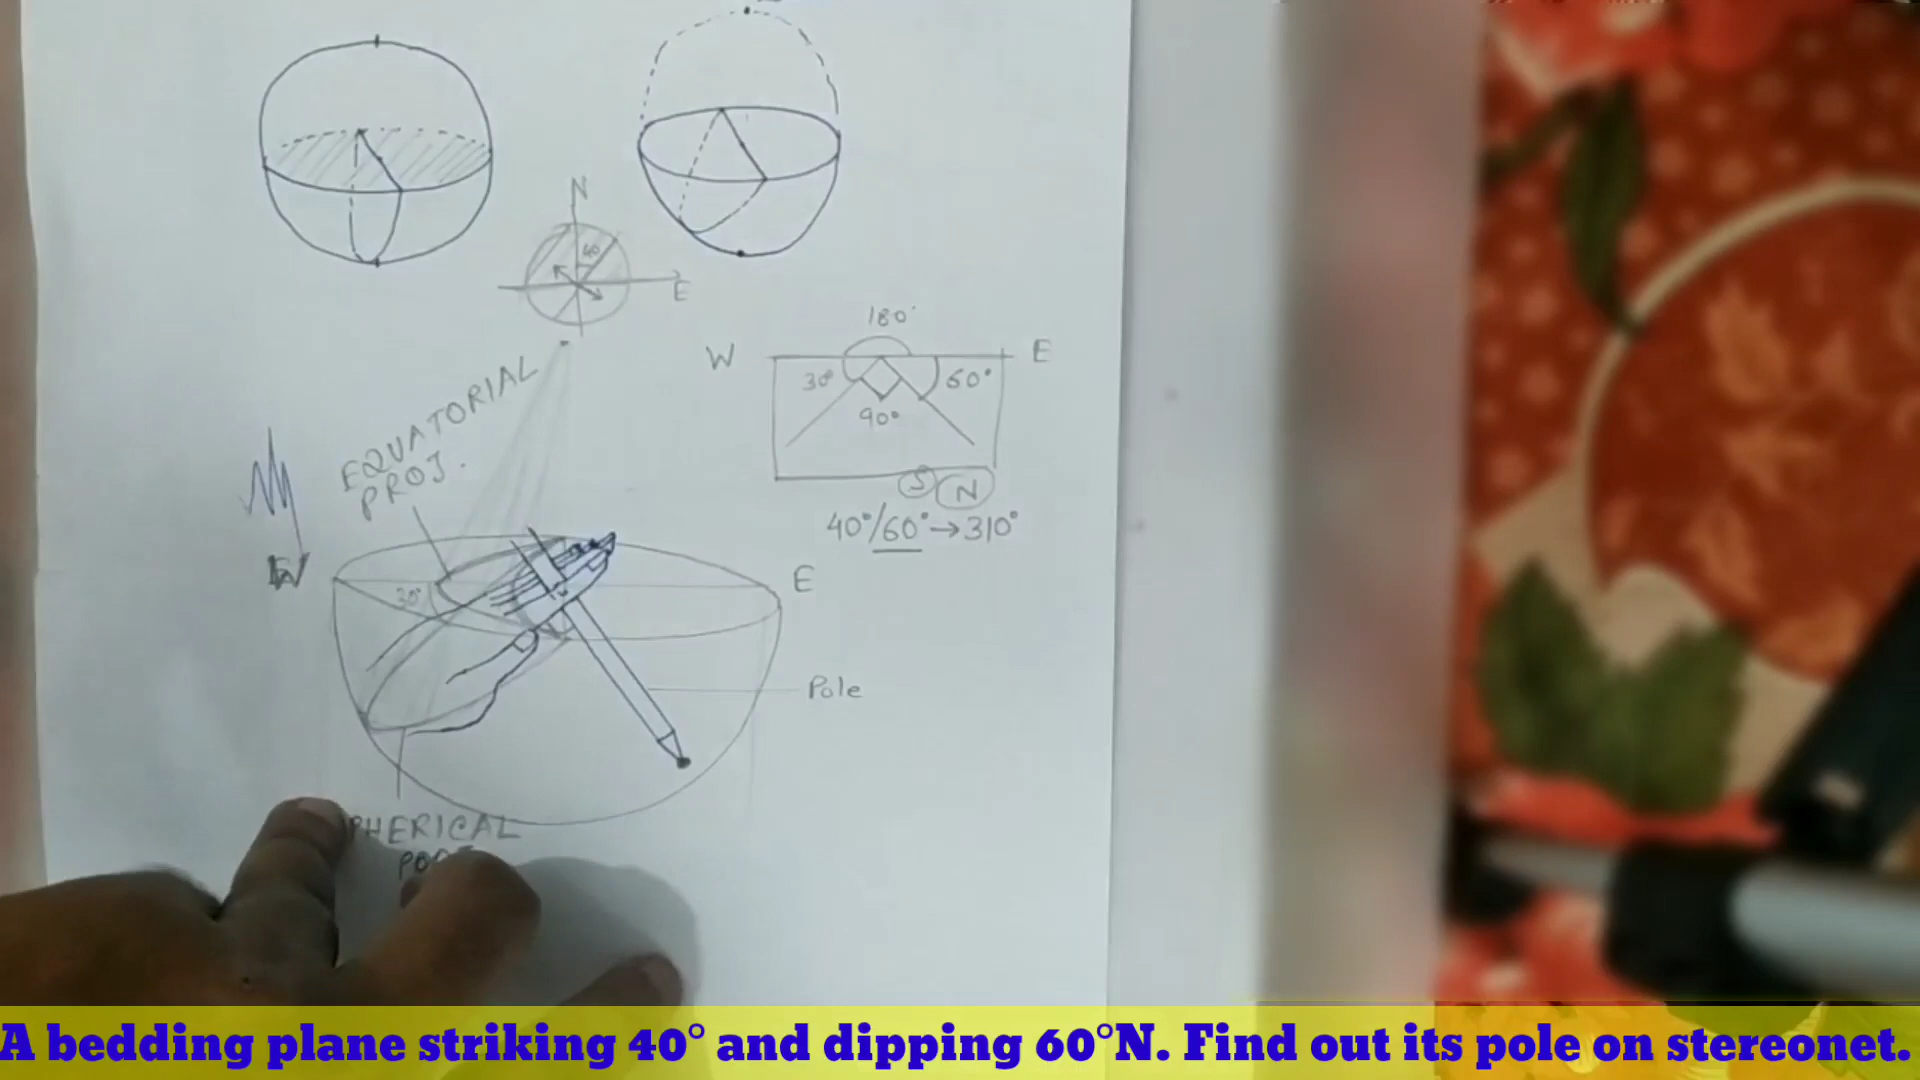 N
40
E
180°
W
E
30°
60°
90°
S
N
40°/60°→310°
EQUATORIAL
PROJ.
W
E
30°
Pole
PHERICAL
A bedding plane striking 40° and dipping 60°N. Find out its pole on stereonet.